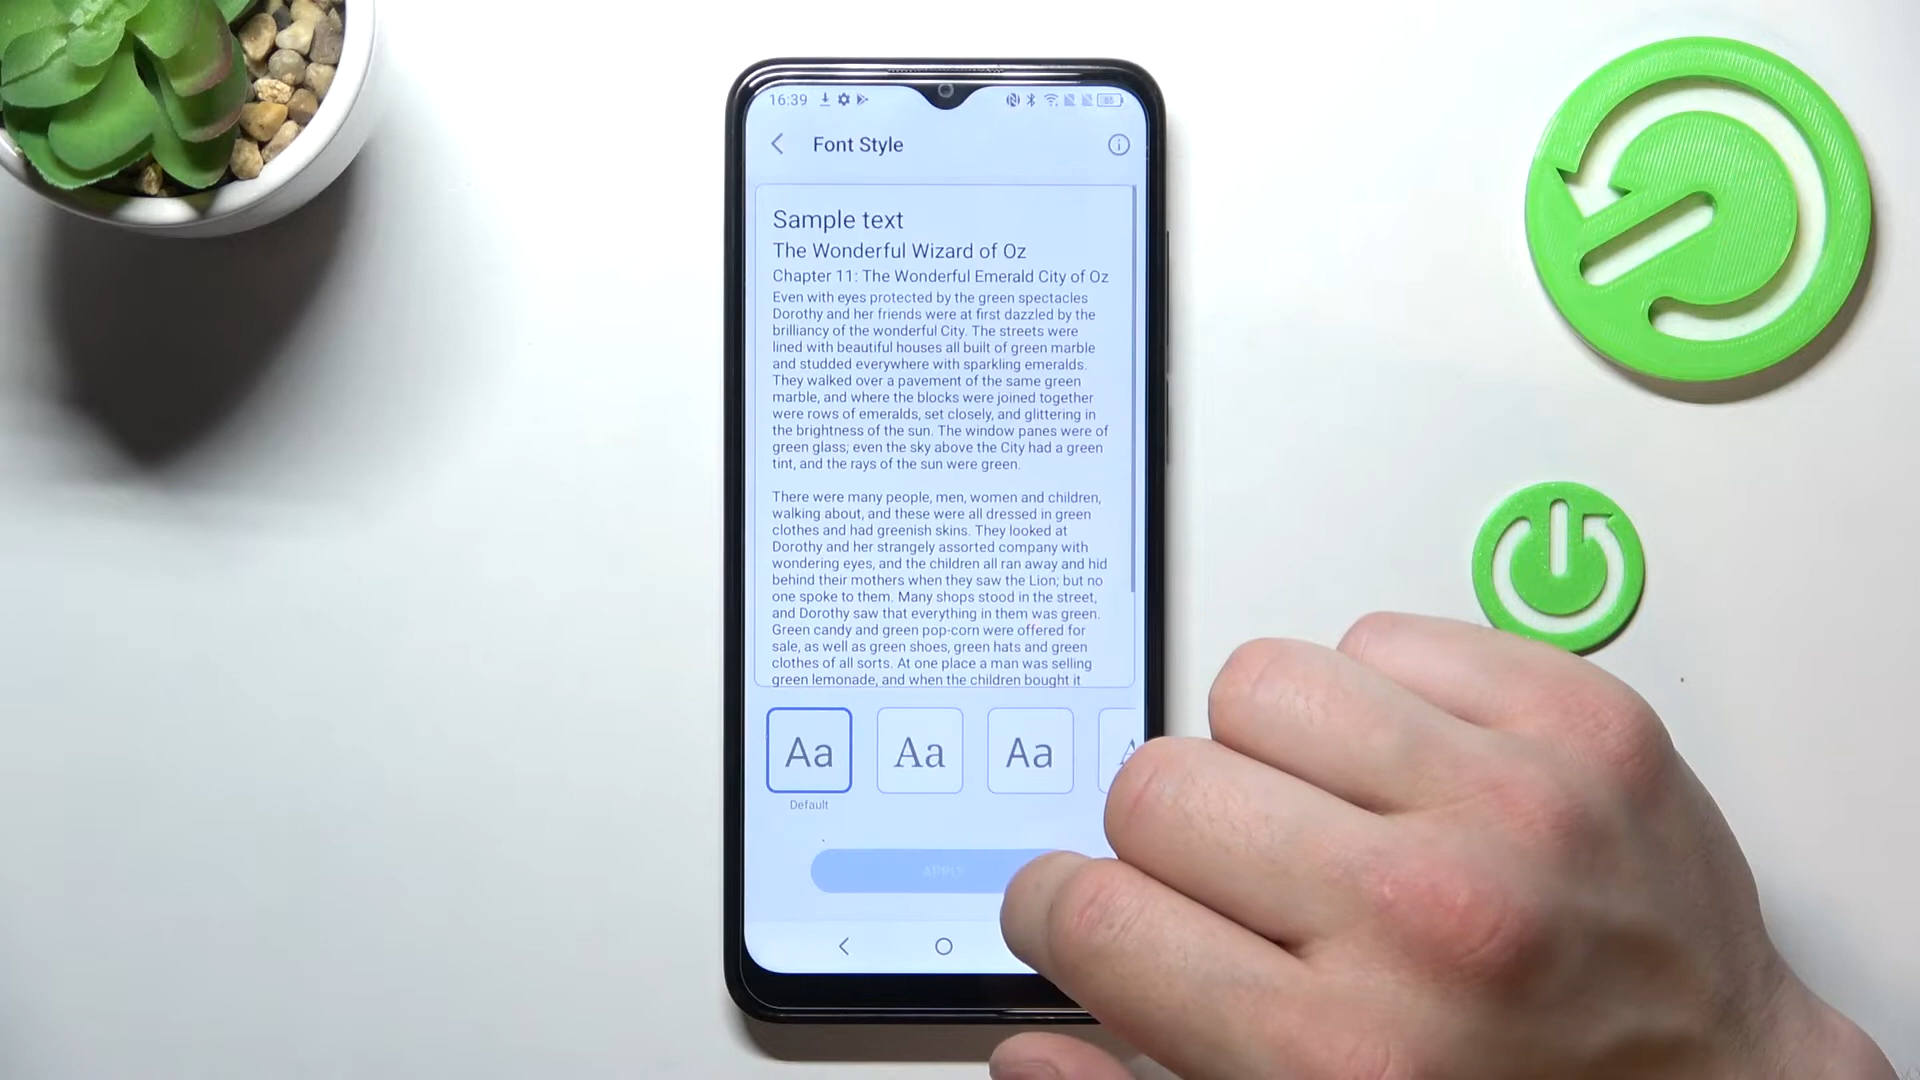 16:39
Font Style
Sample text
The Wonderful Wizard of Oz
Chapter 11: The Wonderful Emerald City of Oz
Even with eyes protected by the green spectacles
Dorothy and her friends were at first dazzled by the
brilliancy of the wonderful City. The streets were
lined with beautiful houses all built of green marble
and studded everywhere with sparkling emeralds.
They walked over a pavement of the same green
marble, and where the blocks were joined together
were rows of emeralds, set closely, and glittering in
the brightness of the sun. The window panes were of
green glass; even the sky above the City had a green
tint, and the rays of the sun were green.
There were many people, men, women and children,
walking about, and these were all dressed in green
clothes and had greenish skins. They looked at
Dorothy and her strangely assorted company with
wondering eyes, and the children all ran away and hid
behind their mothers when they saw the Lion; but no
one spoke to them. Many shops stood in the street,
and Dorothy saw that everything in them was green.
Green candy and green pop-corn were offered for
sale, as well as green shoes, green hats and green
clothes of all sorts. At one place a man was selling
green lemonade, and when the children bought it
Aa Aa Aa
Default
APPLY